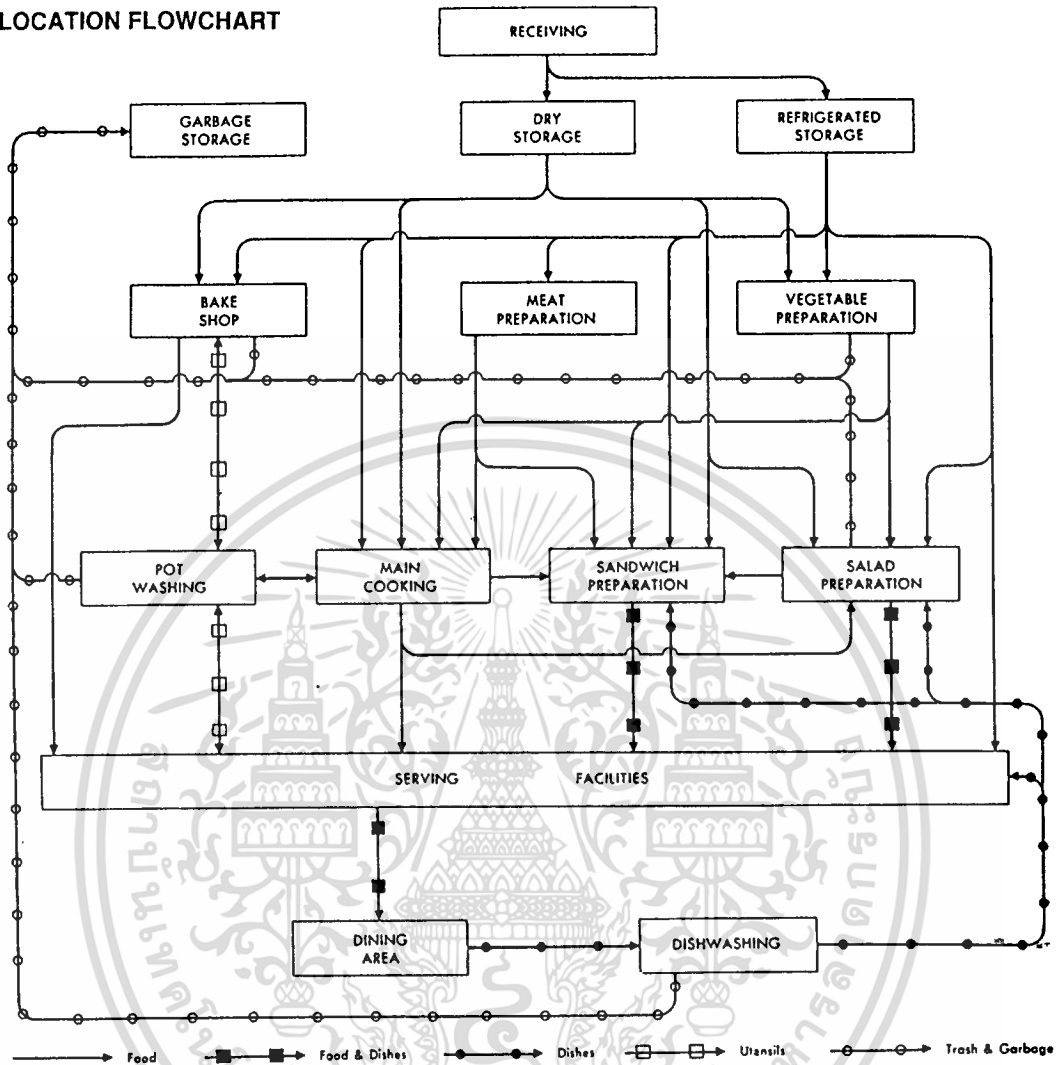 LOCATION FLOWCHART
RECEIVING
GARBAGE
STORAGE
DRY
STORAGE
REFRIGERATED
STORAGE
BAKE
SHOP
MEAT
PREPARATION
VEGETABLE
PREPARATION
POT
WASHING
MAIN
COOKING
SANDWICH
PREPARATION
SALAD
PREPARATION
SERVING FACILITIES
DINING
AREA
DISHWASHING
Food
Food & Dishes
Dishes
Utansils
Trash & Garbage